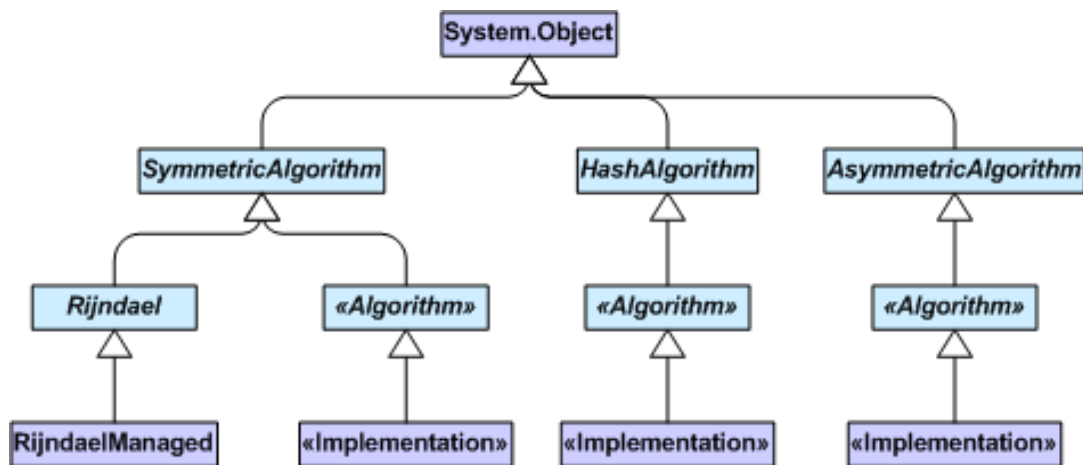 System.Object
SymmetricAlgorithm
HashAlgorithm
AsymmetricAlgorithm
Rijndael
«Algorithm»
«Algorithm»
«Algorithm»
RijndaelManaged
«Implementation»
«Implementation»
«Implementation»